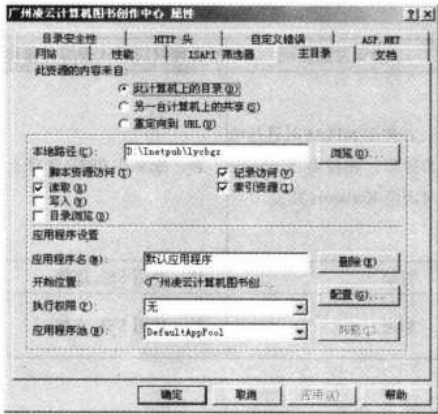 广州凌云计算机图书创作中心 属性
目录安全性 HTTP 头 自定义错误 ASP.NET
网站 性能 ISAPI 筛选器 主目录 文档
此资源的内容来自
此计算机上的目录(D)
另一台计算机上的共享(S)
重定向到 URL(U)
本地路径(C): D:\Inetpub\lycbgz 浏览(O)...
脚本资源访问(T) 记录访问(V)
读取(R) 索引资源(I)
写入(W)
目录浏览(B)
应用程序设置
应用程序名(M): 默认应用程序 删除(E)
开始位置: <广州凌云计算机图书创...
配置(G)...
执行权限(P): 无
应用程序池(N): DefaultAppPool 卸载(L)
确定 取消 应用(A) 帮助